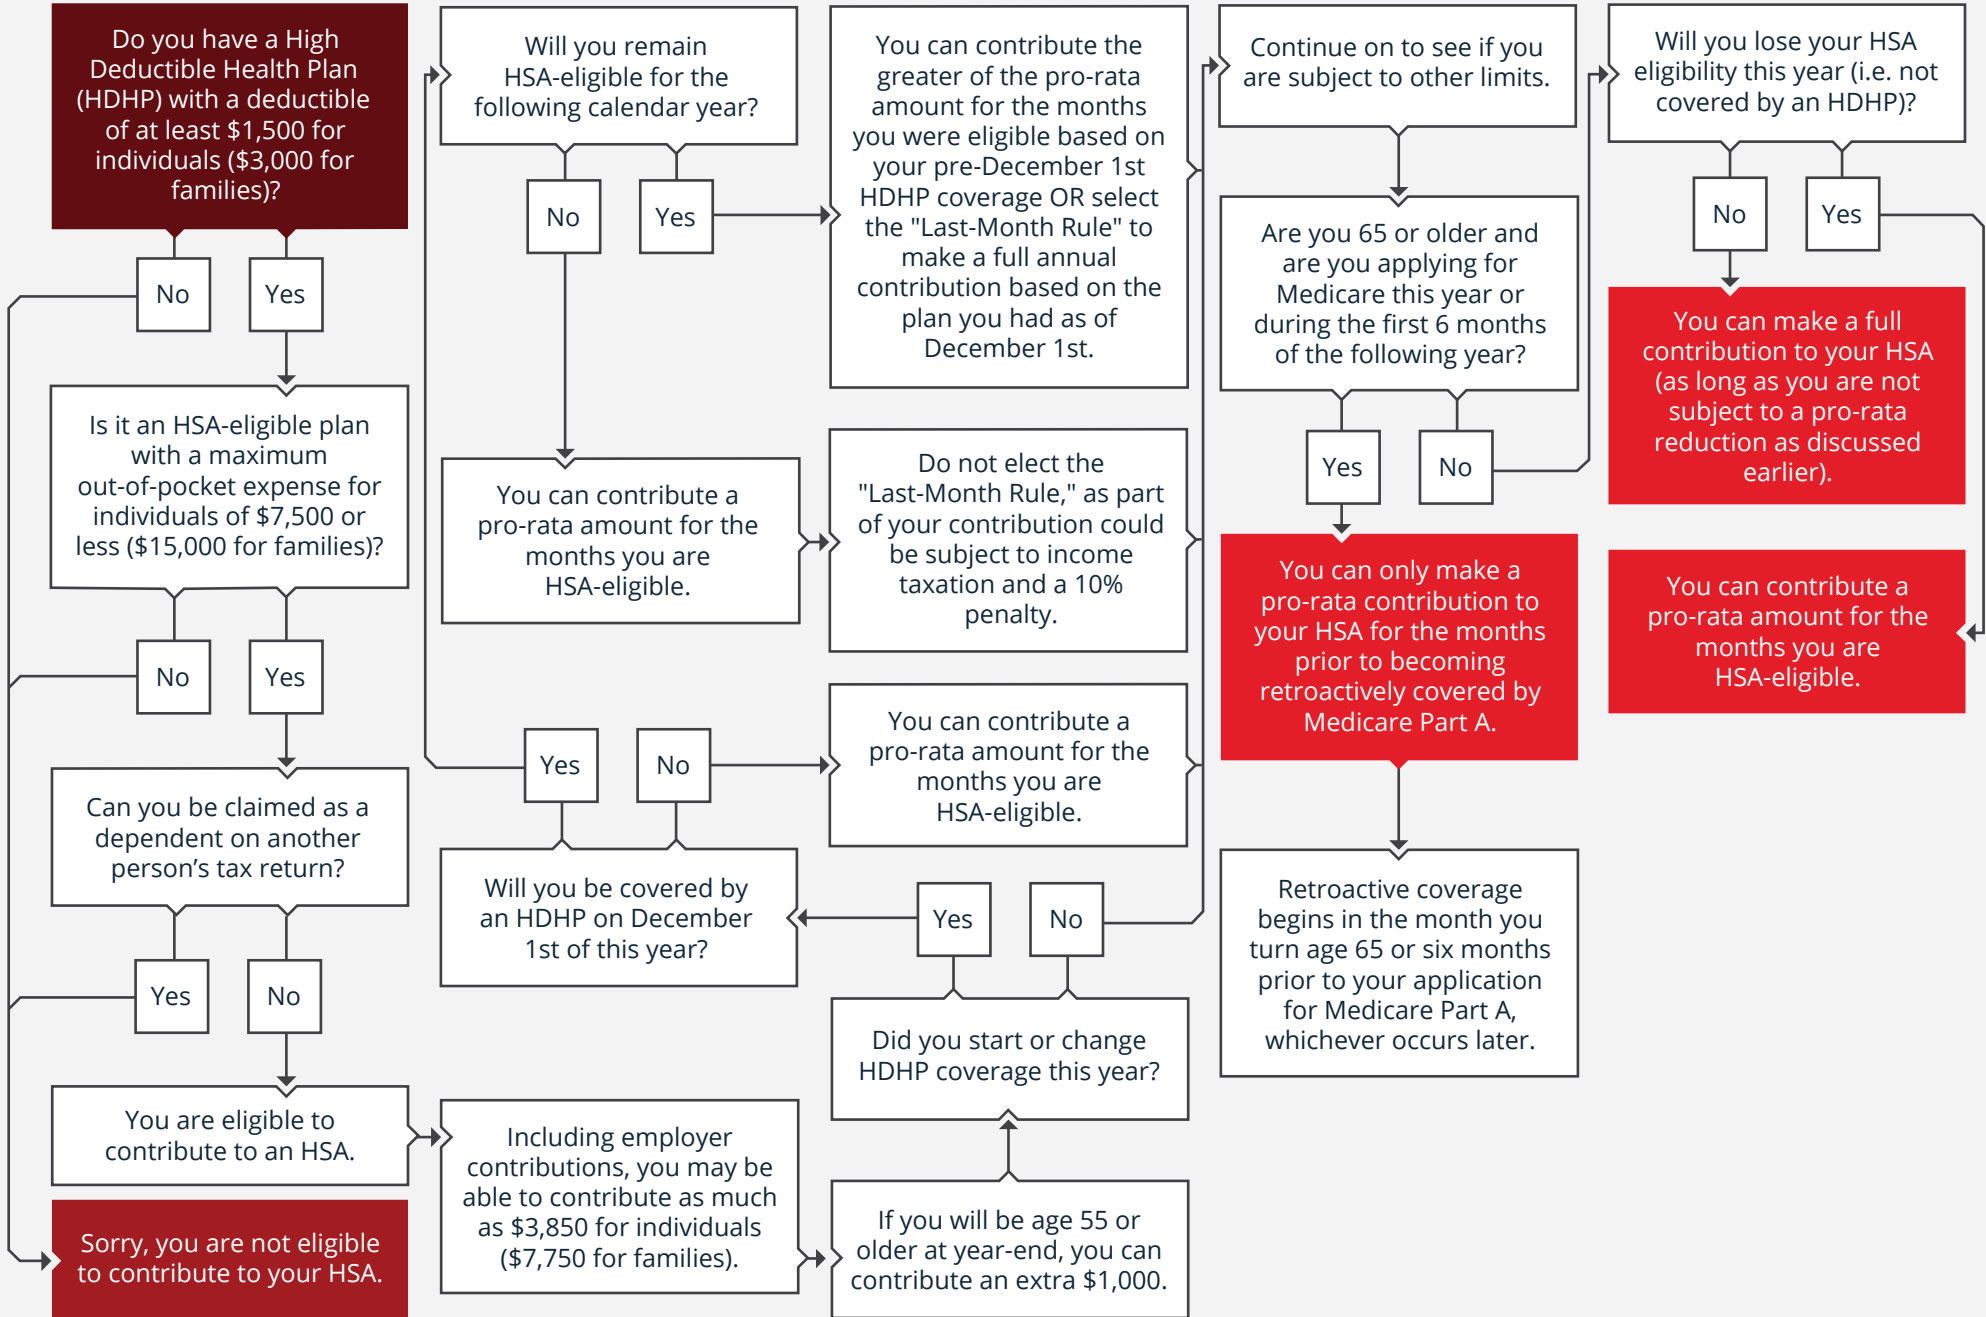 Do you have a High
Deductible Health Plan
(HDHP) with a deductible
of at least $1,500 for
individuals ($3,000 for
families)?
No
Yes
Is it an HSA-eligible plan
with a maximum
out-of-pocket expense for
individuals of $7,500 or
less ($15,000 for families)?
No
Yes
Can you be claimed as a
dependent on another
person’s tax return?
Yes
No
You are eligible to
contribute to an HSA.
Sorry, you are not eligible
to contribute to your HSA.
Including employer
contributions, you may be
able to contribute as much
as $3,850 for individuals
($7,750 for families).
If you will be age 55 or
older at year-end, you can
contribute an extra $1,000.
Did you start or change
HDHP coverage this year?
Yes
No
Will you be covered by
an HDHP on December
1st of this year?
Yes
No
You can contribute a
pro-rata amount for the
months you are
HSA-eligible.
Will you remain
HSA-eligible for the
following calendar year?
No
Yes
You can contribute a
pro-rata amount for the
months you are
HSA-eligible.
Do not elect the
"Last-Month Rule," as part
of your contribution could
be subject to income
taxation and a 10%
penalty.
You can contribute the
greater of the pro-rata
amount for the months
you were eligible based on
your pre-December 1st
HDHP coverage OR select
the "Last-Month Rule" to
make a full annual
contribution based on the
plan you had as of
December 1st.
Continue on to see if you
are subject to other limits.
Are you 65 or older and
are you applying for
Medicare this year or
during the first 6 months
of the following year?
Yes
No
You can only make a
pro-rata contribution to
your HSA for the months
prior to becoming
retroactively covered by
Medicare Part A.
Retroactive coverage
begins in the month you
turn age 65 or six months
prior to your application
for Medicare Part A,
whichever occurs later.
Will you lose your HSA
eligibility this year (i.e. not
covered by an HDHP)?
No
Yes
You can make a full
contribution to your HSA
(as long as you are not
subject to a pro-rata
reduction as discussed
earlier).
You can contribute a
pro-rata amount for the
months you are
HSA-eligible.